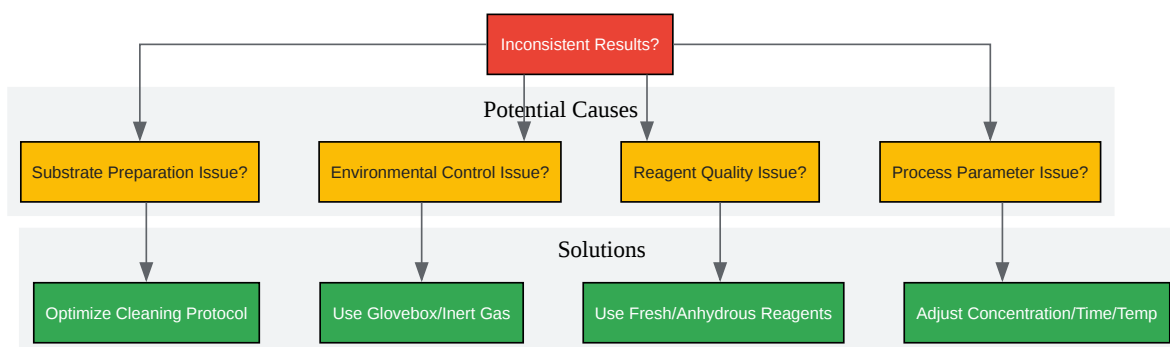 Inconsistent Results?
Potential Causes
Substrate Preparation Issue?
Environmental Control Issue?
Reagent Quality Issue?
Process Parameter Issue?
Solutions
Optimize Cleaning Protocol
Use Glovebox/Inert Gas
Use Fresh/Anhydrous Reagents
Adjust Concentration/Time/Temp